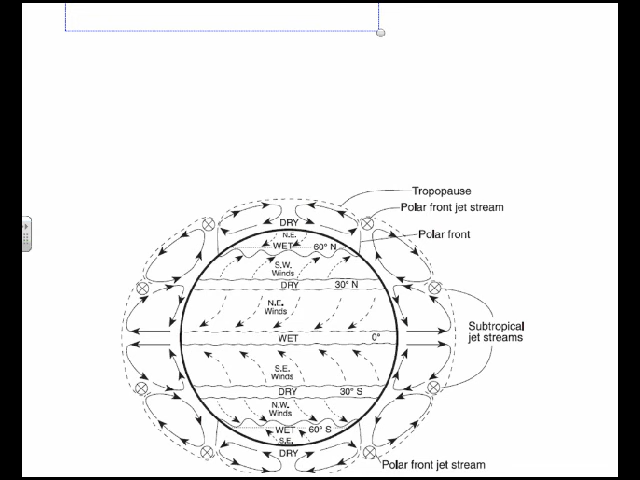 Tropopause
Polar front jet stream
DRY
N.E.
Polar front
WET 60° N
S.W.
Winds
DRY 30° N
N.E.
Winds
WET 0°
Subtropical
jet streams
S.E.
Winds
DRY 30° S
N.W.
Winds
WET 60° S
S.E.
DRY
Polar front jet stream